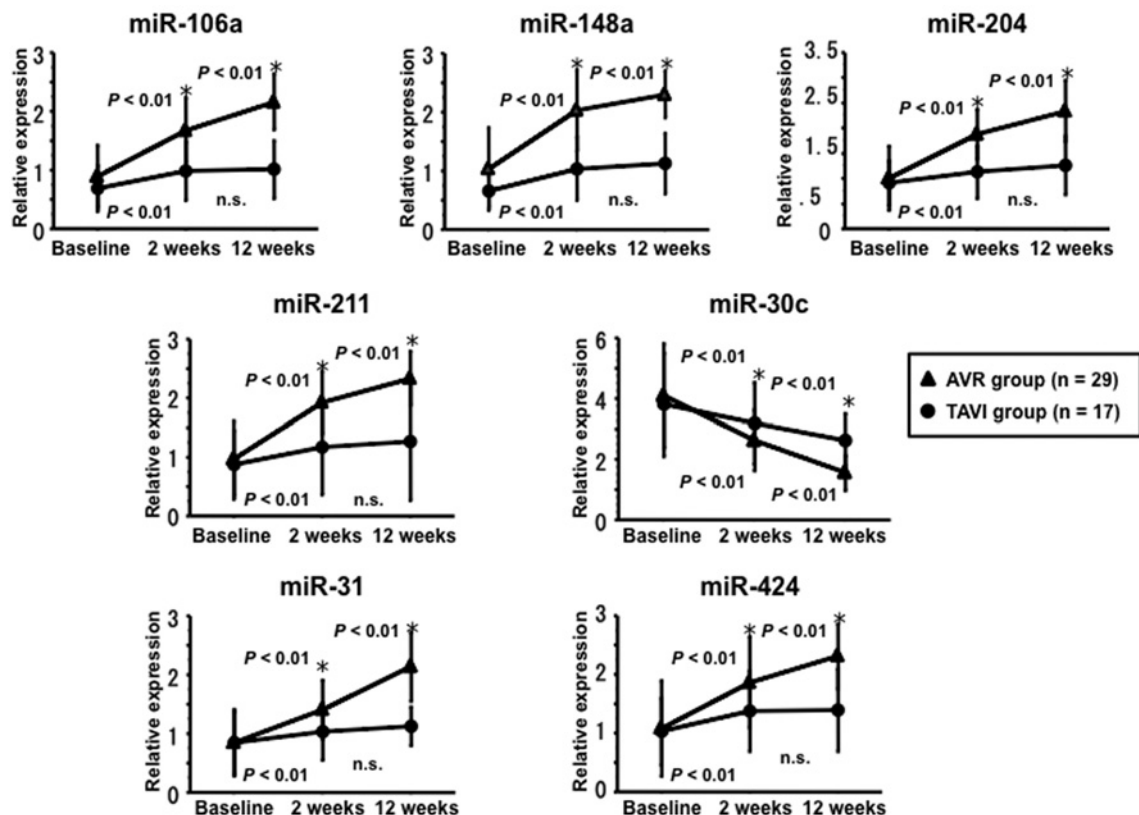 miR-106a
Relative expression
3
2
1
0
P < 0.01
*
P < 0.01
*
P < 0.01
n.s.
Baseline 2 weeks 12 weeks
miR-148a
Relative expression
3
2
1
0
P < 0.01
*
P < 0.01
*
P < 0.01
n.s.
Baseline 2 weeks 12 weeks
miR-204
Relative expression
3.5
2.5
1.5
.5
0
P < 0.01
*
P < 0.01
*
P < 0.01
n.s.
Baseline 2 weeks 12 weeks
miR-211
Relative expression
3
2
1
0
P < 0.01
*
P < 0.01
*
P < 0.01
n.s.
Baseline 2 weeks 12 weeks
miR-30c
Relative expression
6
4
2
0
P < 0.01
*
P < 0.01
*
P < 0.01
P < 0.01
Baseline 2 weeks 12 weeks
AVR group (n = 29)
TAVI group (n = 17)
miR-31
Relative expression
3
2
1
0
P < 0.01
*
P < 0.01
*
P < 0.01
n.s.
Baseline 2 weeks 12 weeks
miR-424
Relative expression
3
2
1
0
P < 0.01
*
P < 0.01
*
P < 0.01
n.s.
Baseline 2 weeks 12 weeks